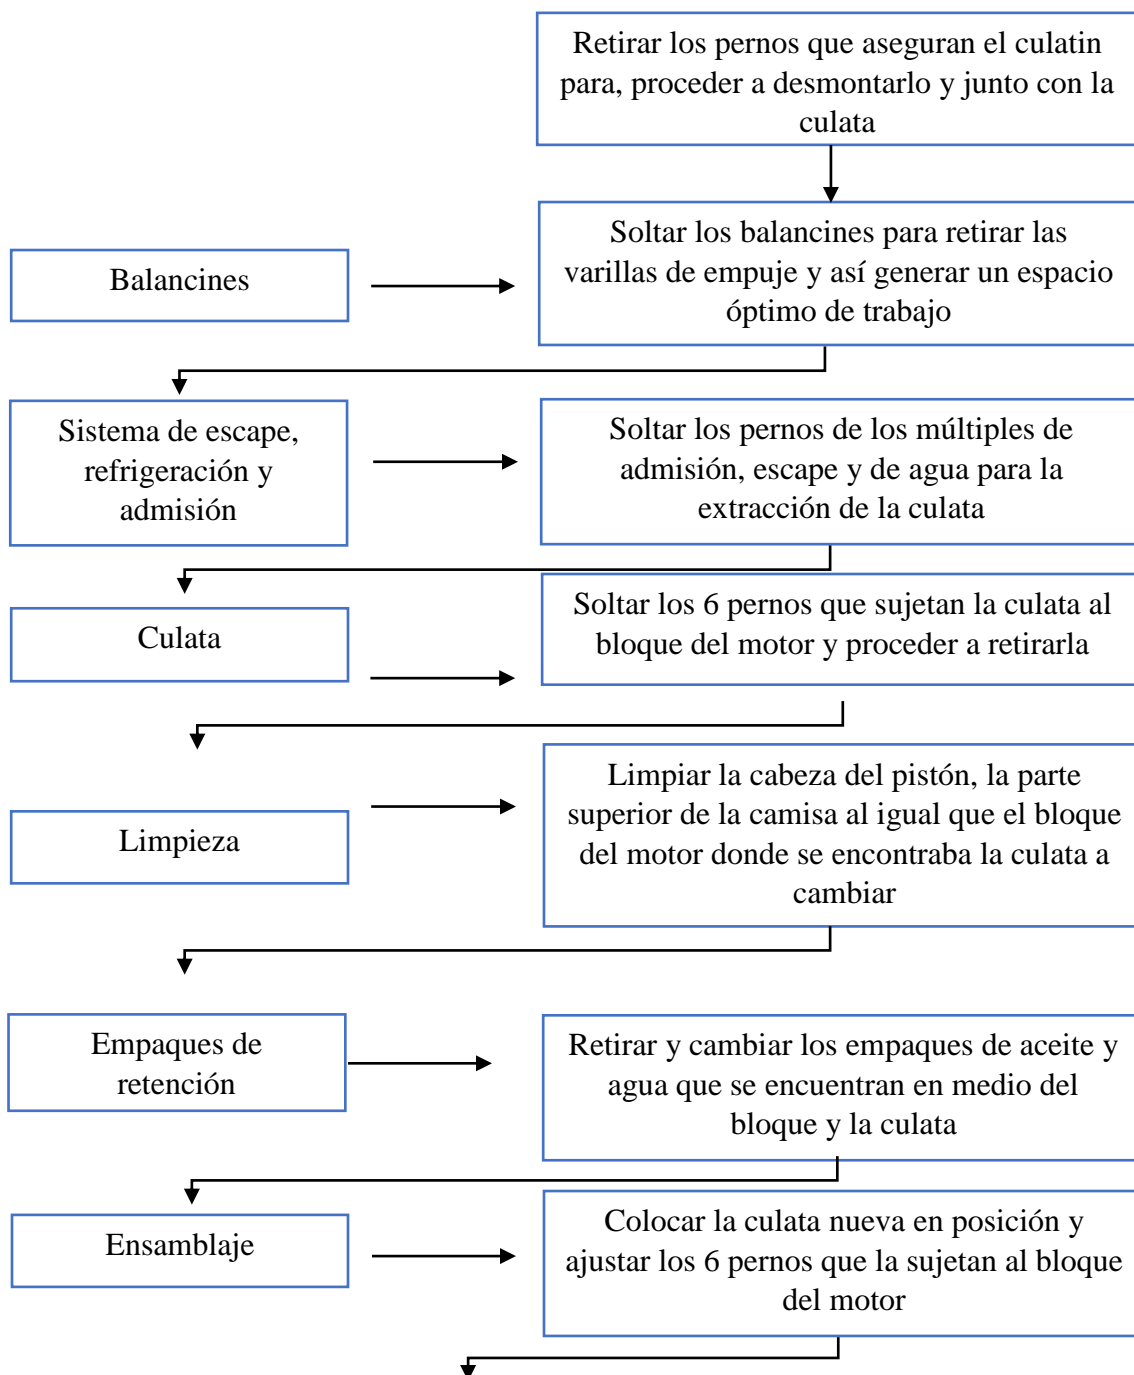 Retirar los pernos que aseguran el culatin
para, proceder a desmontarlo y junto con la
culata
Balancines
Soltar los balancines para retirar las
varillas de empuje y así generar un espacio
óptimo de trabajo
Sistema de escape,
refrigeración y
admisión
Soltar los pernos de los múltiples de
admisión, escape y de agua para la
extracción de la culata
Culata
Soltar los 6 pernos que sujetan la culata al
bloque del motor y proceder a retirarla
Limpieza
Limpiar la cabeza del pistón, la parte
superior de la camisa al igual que el bloque
del motor donde se encontraba la culata a
cambiar
Empaques de
retención
Retirar y cambiar los empaques de aceite y
agua que se encuentran en medio del
bloque y la culata
Ensamblaje
Colocar la culata nueva en posición y
ajustar los 6 pernos que la sujetan al bloque
del motor